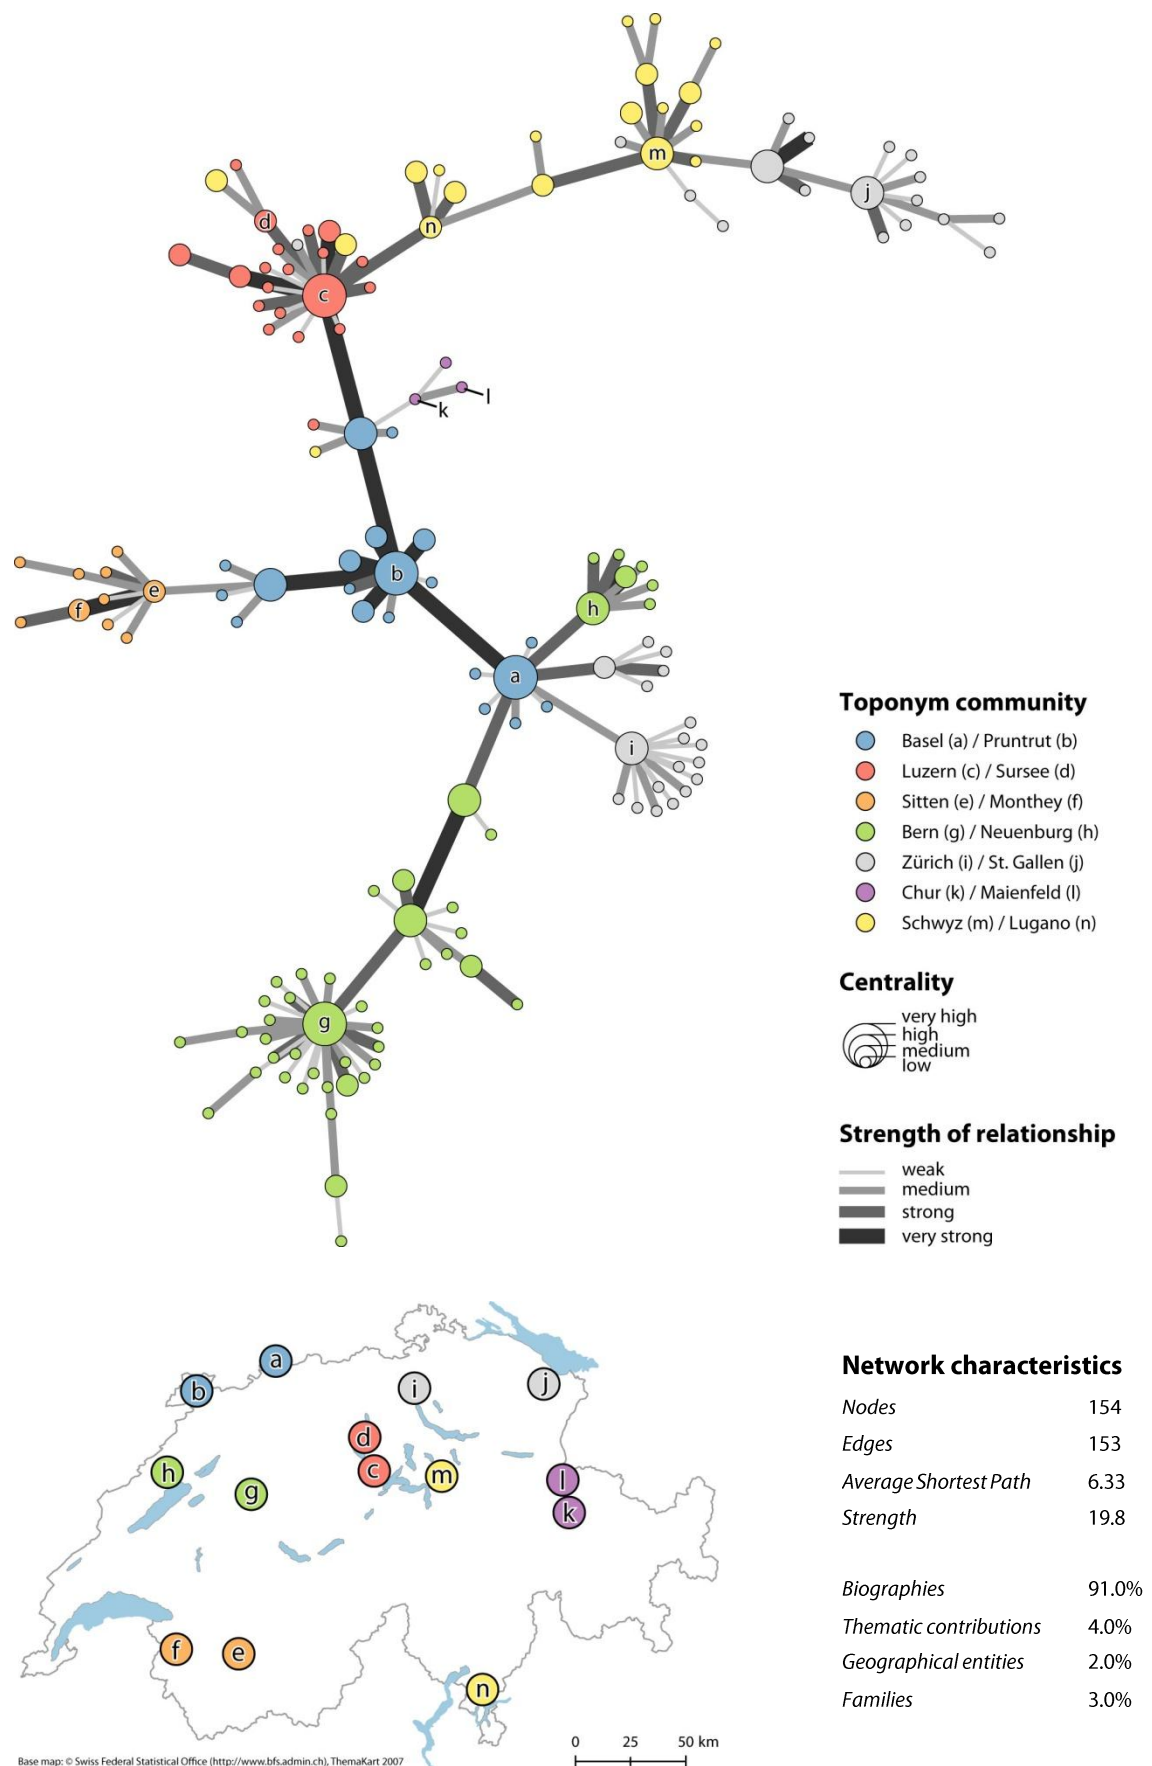 m
j
n
d
c
l
k
b
e
f
h
a
i
g
Toponym community
Basel (a) / Pruntrut (b)
Luzern (c) / Sursee (d)
Sitten (e) / Monthey (f)
Bern (g) / Neuenburg (h)
Zürich (i) / St. Gallen (j)
Chur (k) / Maienfeld (l)
Schwyz (m) / Lugano (n)
Centrality
very high
high
medium
low
Strength of relationship
weak
medium
strong
very strong
a
b
i
j
d
c
m
h
g
l
k
f
e
n
0 25 50 km
Base map: © Swiss Federal Statistical Office (http://www.bfs.admin.ch), ThemaKart 2007
Network characteristics
Nodes 154
Edges 153
Average Shortest Path 6.33
Strength 19.8
Biographies 91.0%
Thematic contributions 4.0%
Geographical entities 2.0%
Families 3.0%